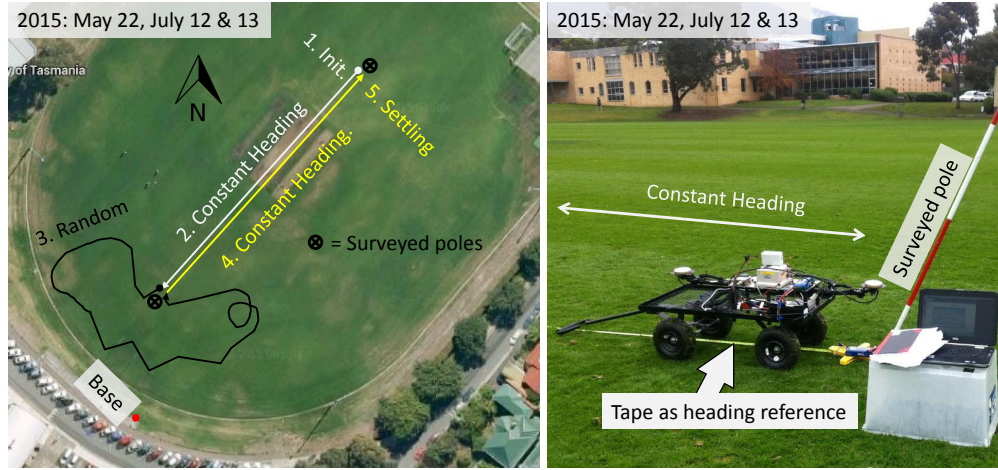 2015: May 22, July 12 & 13
y of Tasmania
N
1. Init.
2. Constant Heading
3. Random
4. Constant Heading.
5. Settling
= Surveyed poles
Base
2015: May 22, July 12 & 13
Constant Heading
Surveyed pole
Tape as heading reference